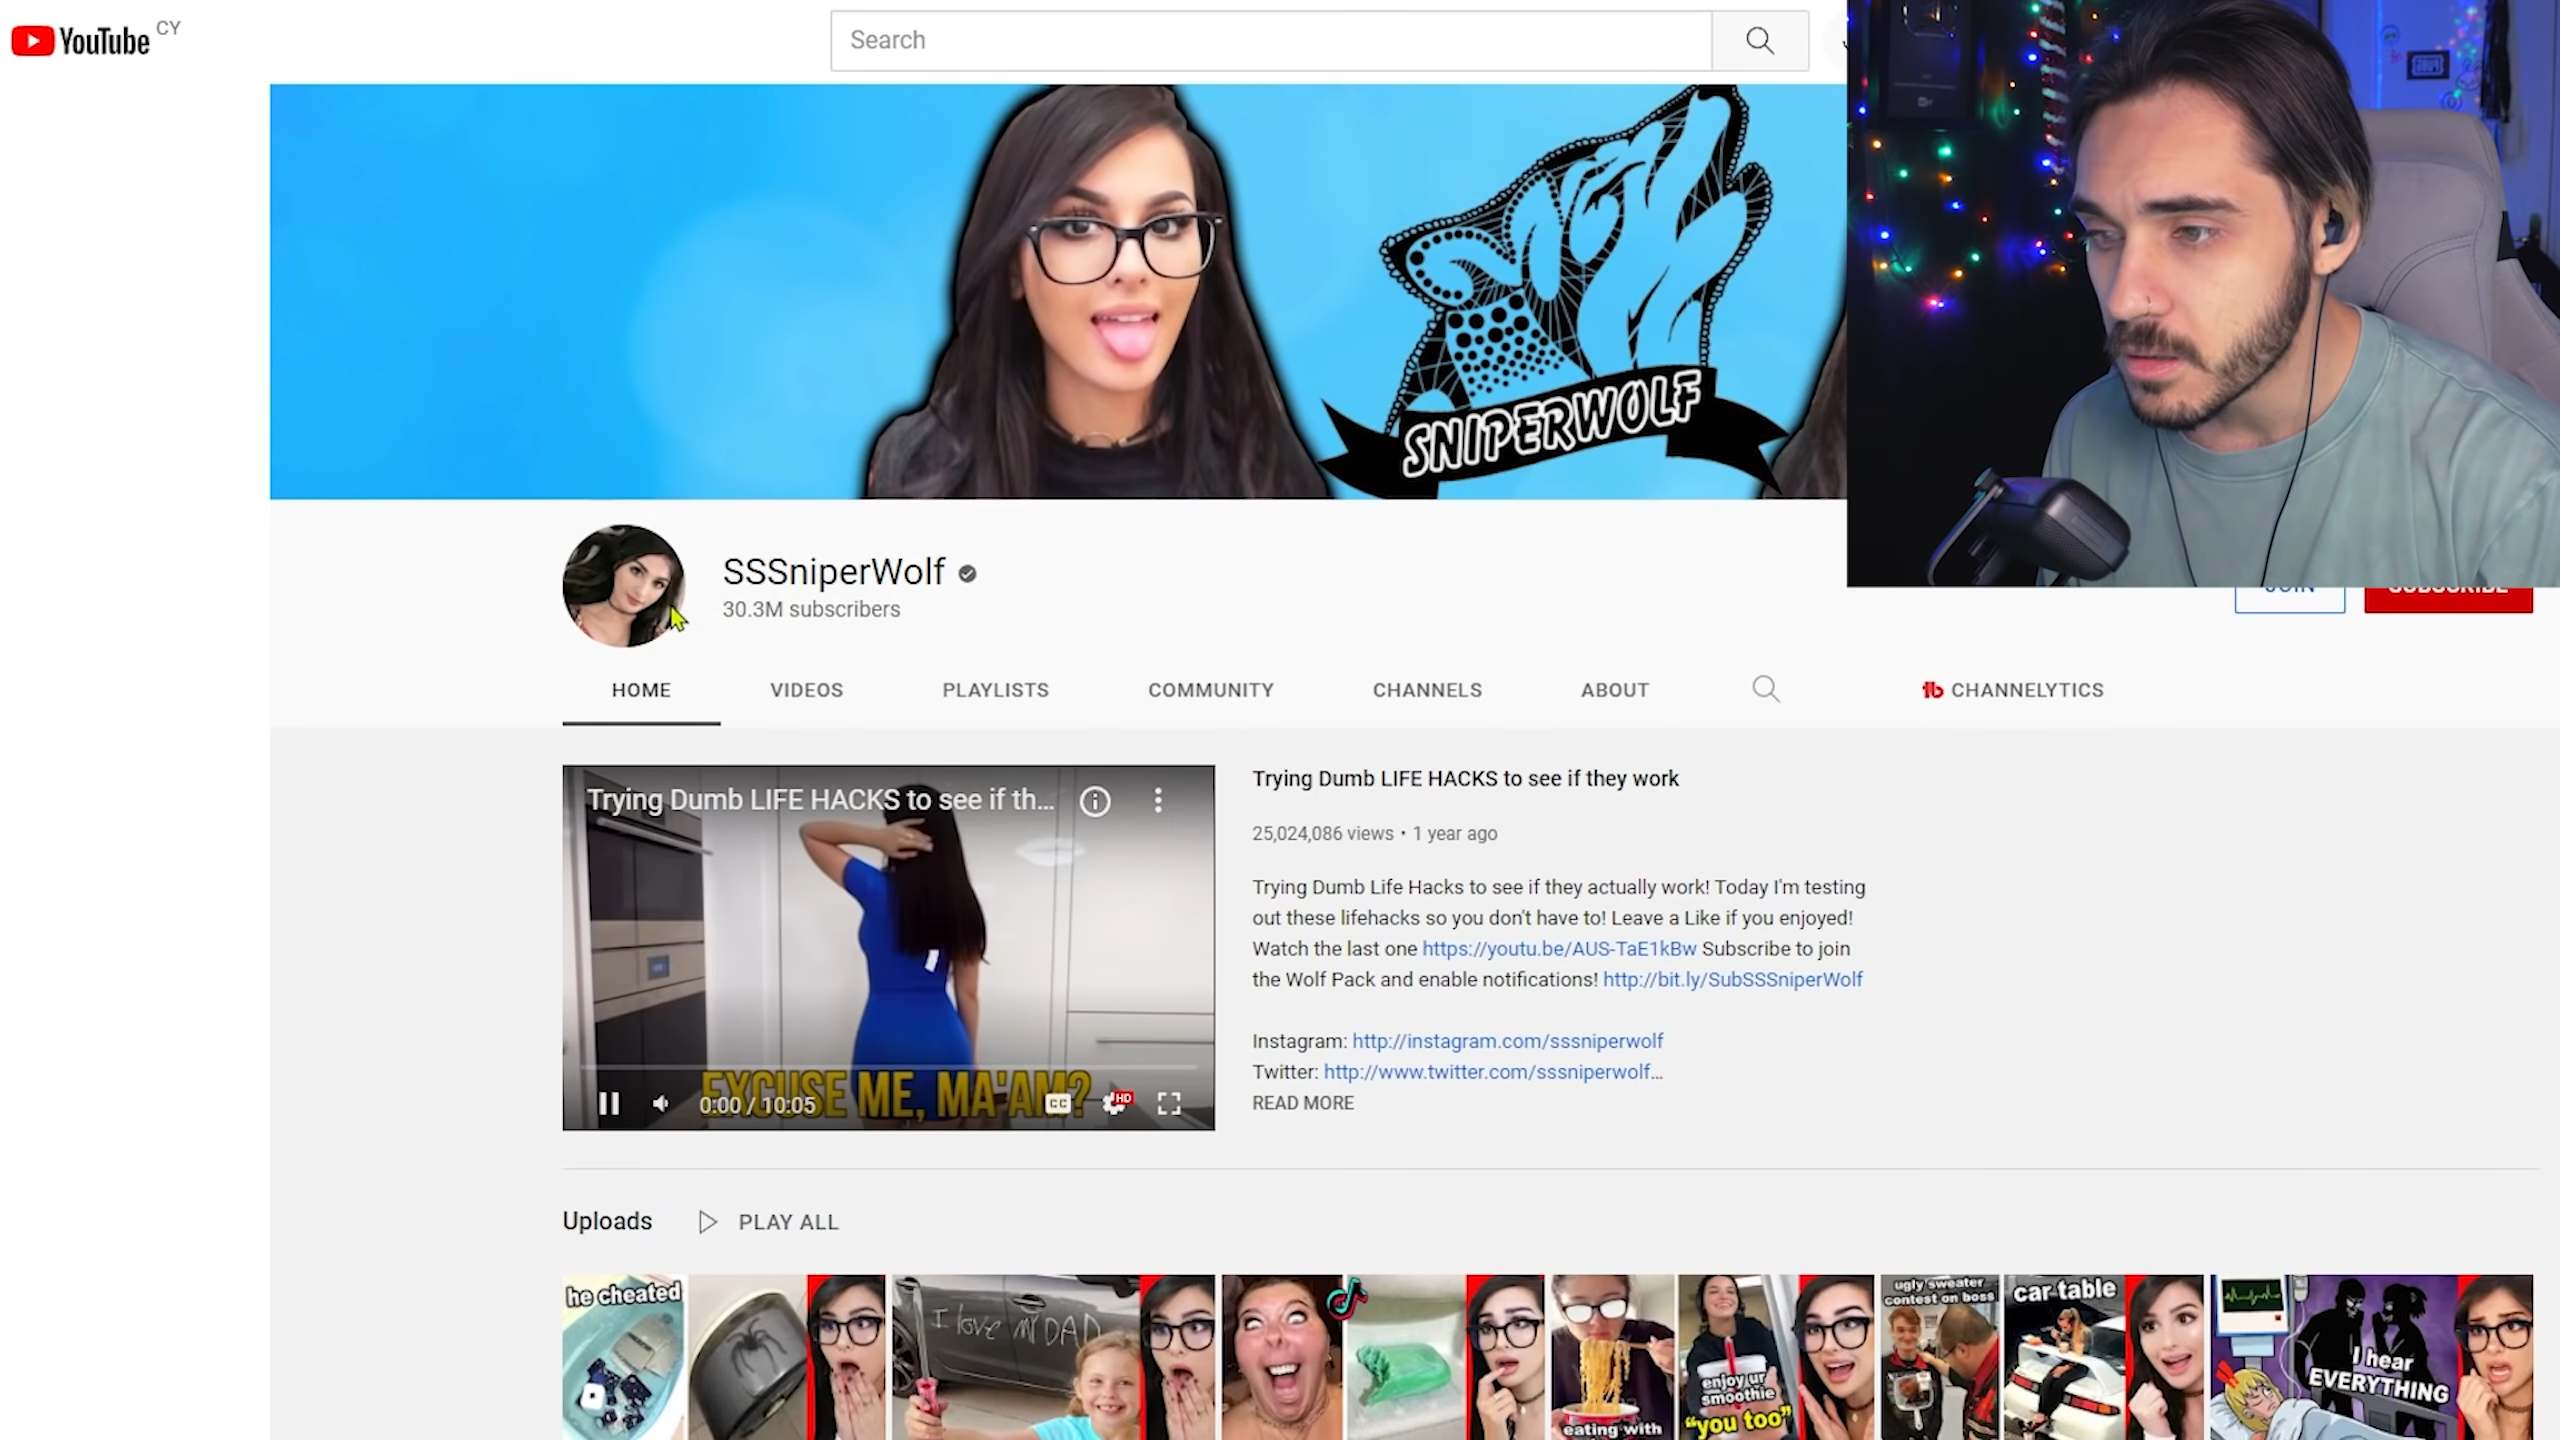 YouTube CY
Search
SNIPERWOLF
SSSniperWolf
30.3M subscribers
JOIN
SUBSCRIBE
HOME
VIDEOS
PLAYLISTS
COMMUNITY
CHANNELS
ABOUT
CHANNELYTICS
Trying Dumb LIFE HACKS to see if th...
EXCUSE ME, MA'AM?
0:00 / 10:05
CC
HD
Trying Dumb LIFE HACKS to see if they work
25,024,086 views • 1 year ago
Trying Dumb Life Hacks to see if they actually work! Today I'm testing
out these lifehacks so you don't have to! Leave a Like if you enjoyed!
Watch the last one https://youtu.be/AUS-TaE1kBw Subscribe to join
the Wolf Pack and enable notifications! http://bit.ly/SubSSSniperWolf
Instagram: http://instagram.com/sssniperwolf
Twitter: http://www.twitter.com/sssniperwolf...
READ MORE
Uploads
PLAY ALL
he cheated
I love my DAD
eating with
enjoy ur
smoothie
"you too"
ugly sweater
contest on boss
car table
I hear
EVERYTHING